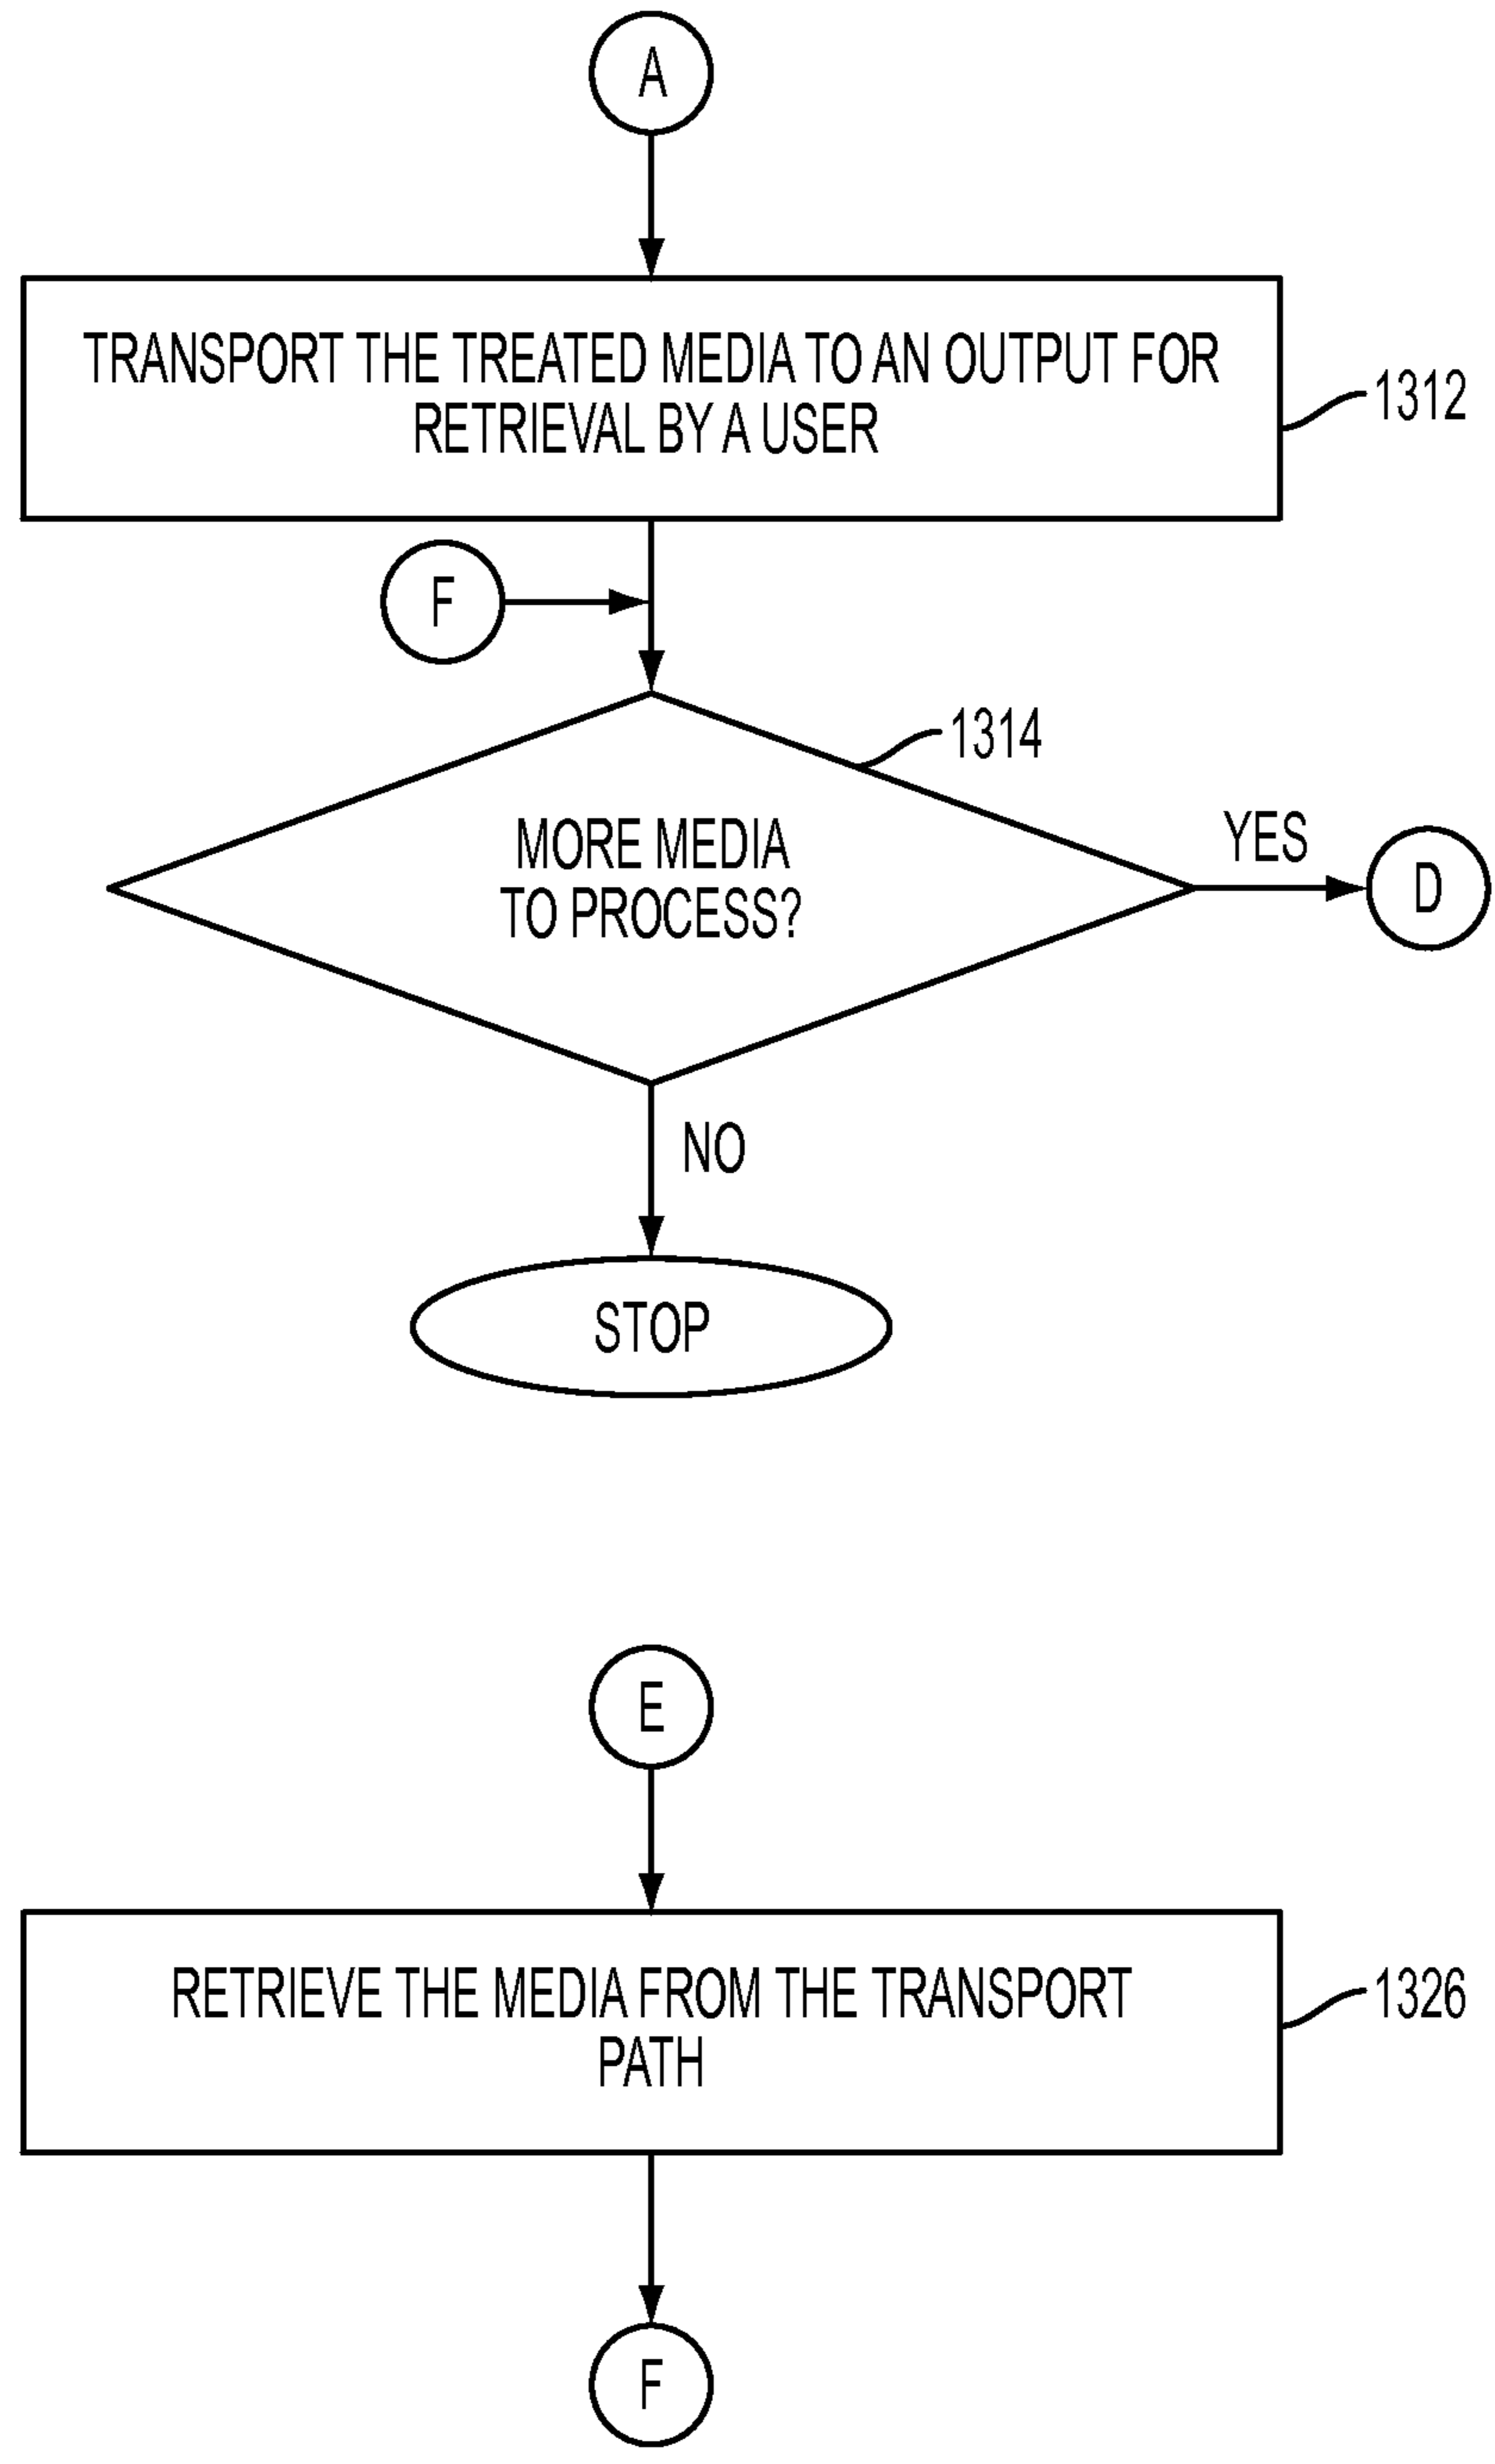 A
TRANSPORT THE TREATED MEDIA TO AN OUTPUT FOR
RETRIEVAL BY A USER
1312
F
1314
MORE MEDIA
TO PROCESS?
YES
D
NO
STOP
E
RETRIEVE THE MEDIA FROM THE TRANSPORT
PATH
1326
F